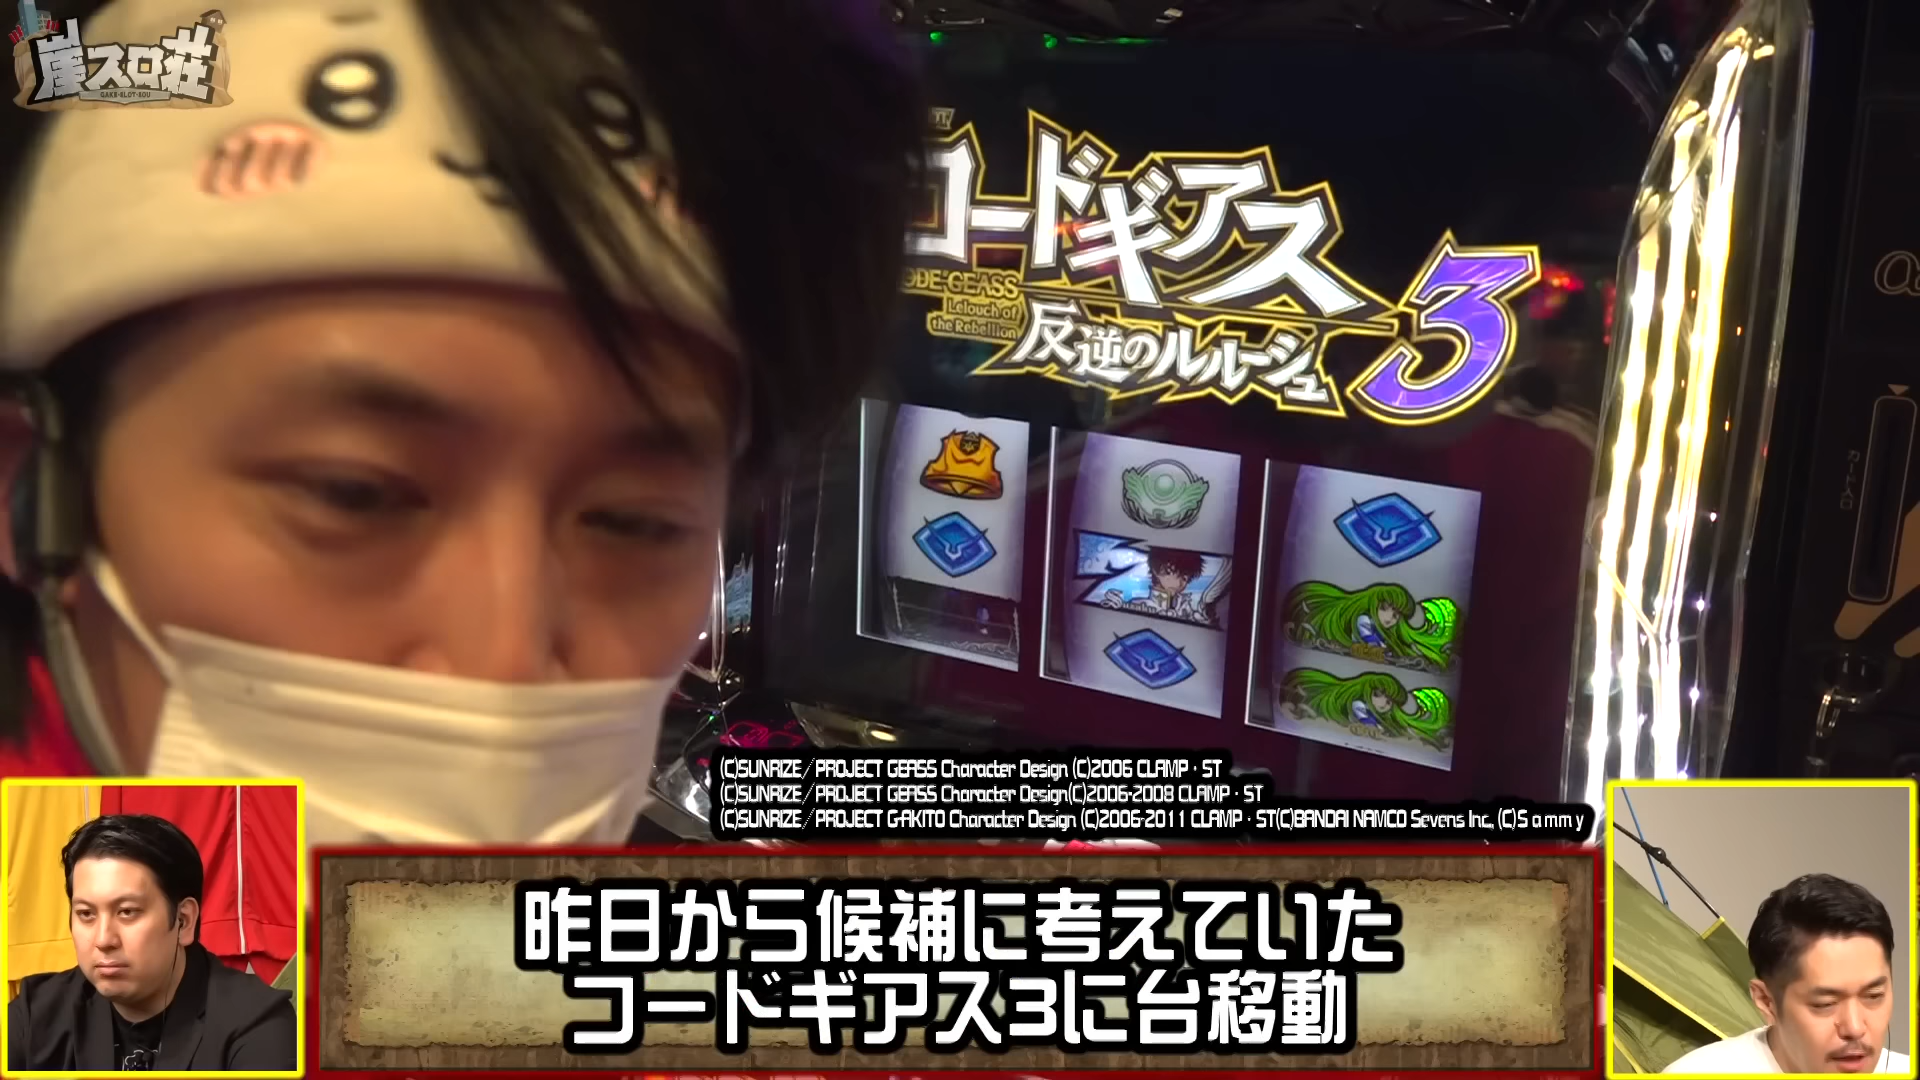 崖スロ荘
GAKE-SLOT-SOU
コードギアス3
CODE GEASS
Lelouch of
the Rebellion
反逆のルルーシュ
(C)SUNRIZE/PROJECT GEASS Character Design (C)2006 CLAMP・ST
(C)SUNRIZE/PROJECT GEASS Character Design(C)2006-2008 CLAMP・ST
(C)SUNRIZE/PROJECT G-AKITO Character Design (C)2006-2011 CLAMP・ST(C)BANDAI NAMCO Sevens Inc., (C)Sammy
昨日から候補に考えていた
コードギアス3に台移動